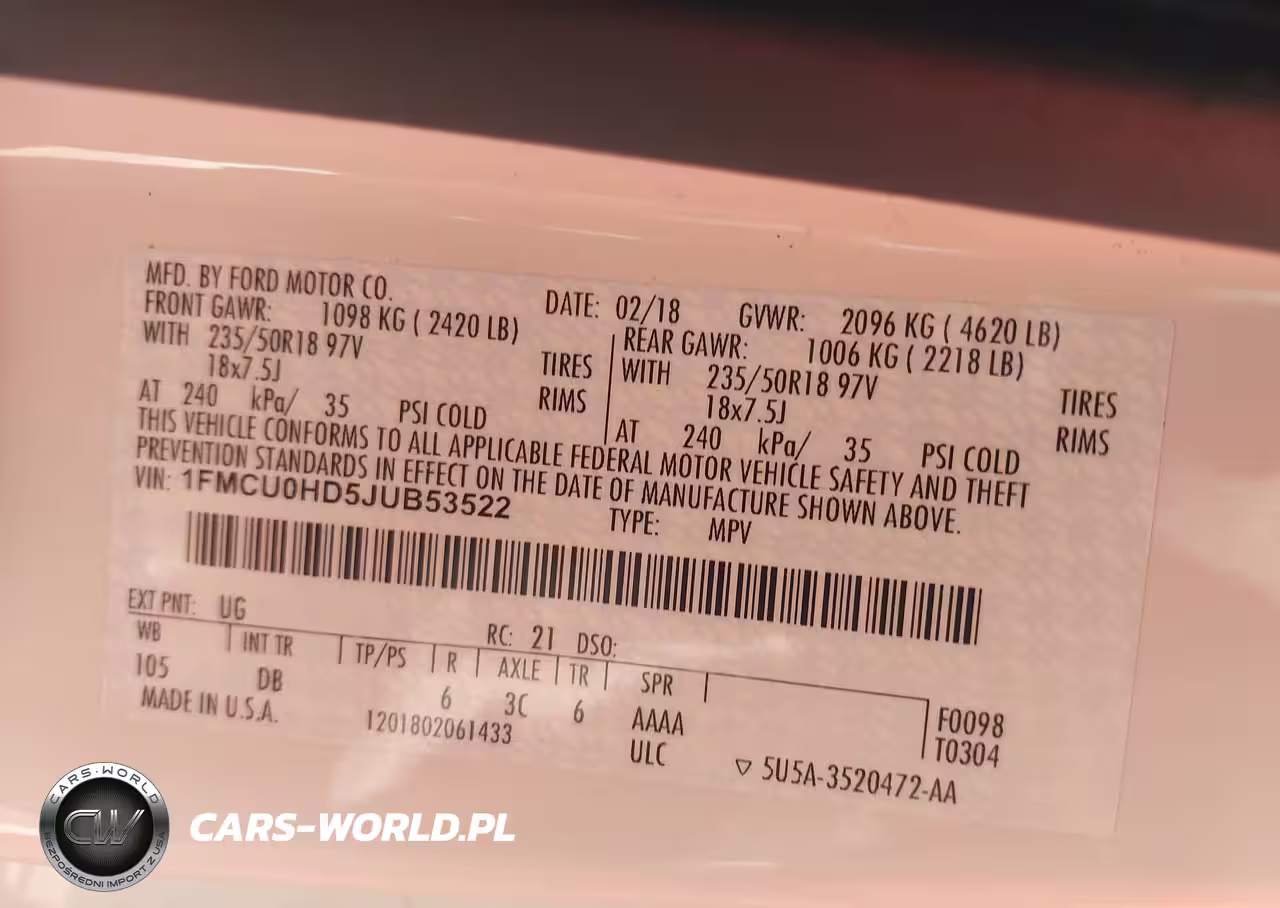 MFD. BY FORD MOTOR CO.
DATE: 02/18 GVWR: 2096 KG ( 4620 LB)
FRONT GAWR: 1098 KG ( 2420 LB)
WITH 235/50R18 97V TIRES
18x7.5J RIMS
AT 240 kPa/ 35 PSI COLD
REAR GAWR: 1006 KG ( 2218 LB)
WITH 235/50R18 97V TIRES
18x7.5J RIMS
AT 240 kPa/ 35 PSI COLD
THIS VEHICLE CONFORMS TO ALL APPLICABLE FEDERAL MOTOR VEHICLE SAFETY AND THEFT
PREVENTION STANDARDS IN EFFECT ON THE DATE OF MANUFACTURE SHOWN ABOVE.
VIN: 1FMCU0HD5JUB53522
TYPE: MPV
EXT PNT: UG RC: 21 DSO:
WB INT TR TP/PS R AXLE TR SPR
105 DB 6 3C 6 AAAA F0098
MADE IN U.S.A. 1201802061433 ULC T0304
▽ 5U5A-3520472-AA
CARS-WORLD
CW
BEZPOŚREDNI IMPORT Z USA
CARS-WORLD.PL